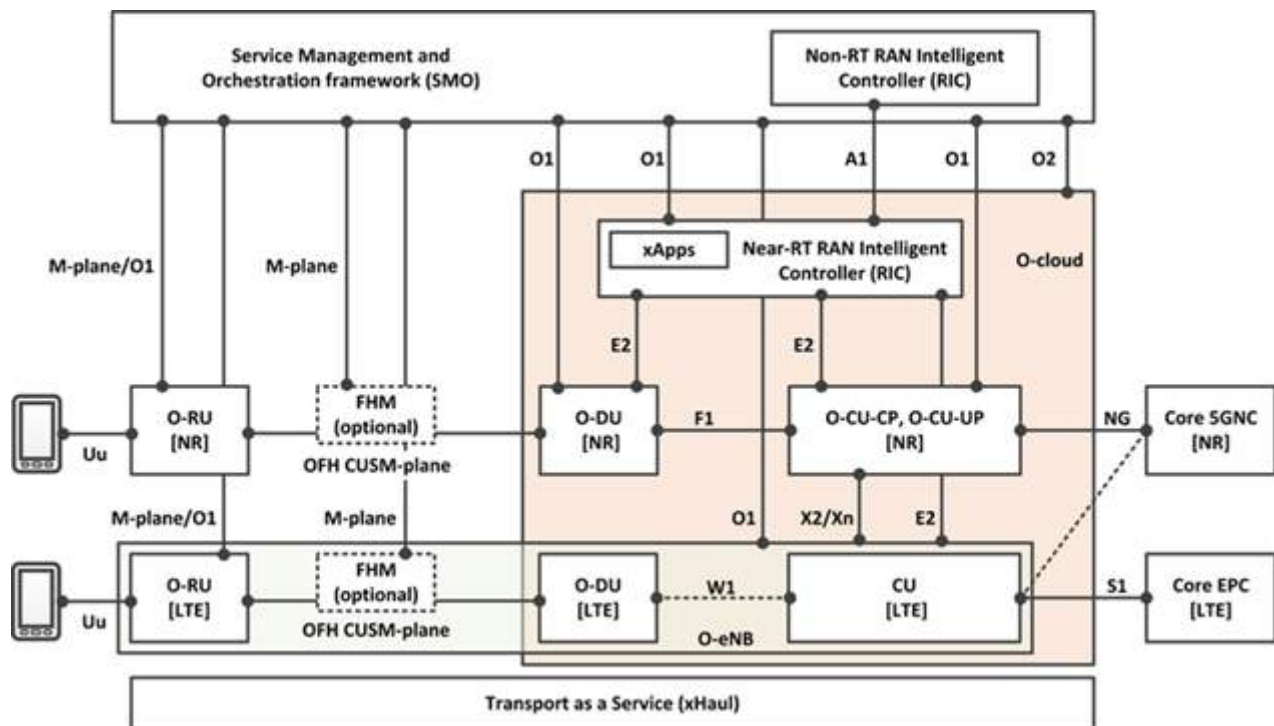 Service Management and
Orchestration framework (SMO)
Non-RT RAN Intelligent
Controller (RIC)
O1
O1
A1
O1
O2
xApps
Near-RT RAN Intelligent
Controller (RIC)
O-cloud
M-plane/O1
M-plane
E2
E2
O-RU
[NR]
FHM
(optional)
O-DU
[NR]
F1
O-CU-CP, O-CU-UP
[NR]
NG
Core 5GNC
[NR]
Uu
OFH CUSM-plane
M-plane/O1
M-plane
O1
X2/Xn
E2
O-RU
[LTE]
FHM
(optional)
O-DU
[LTE]
W1
CU
[LTE]
S1
Core EPC
[LTE]
Uu
OFH CUSM-plane
O-eNB
Transport as a Service (xHaul)